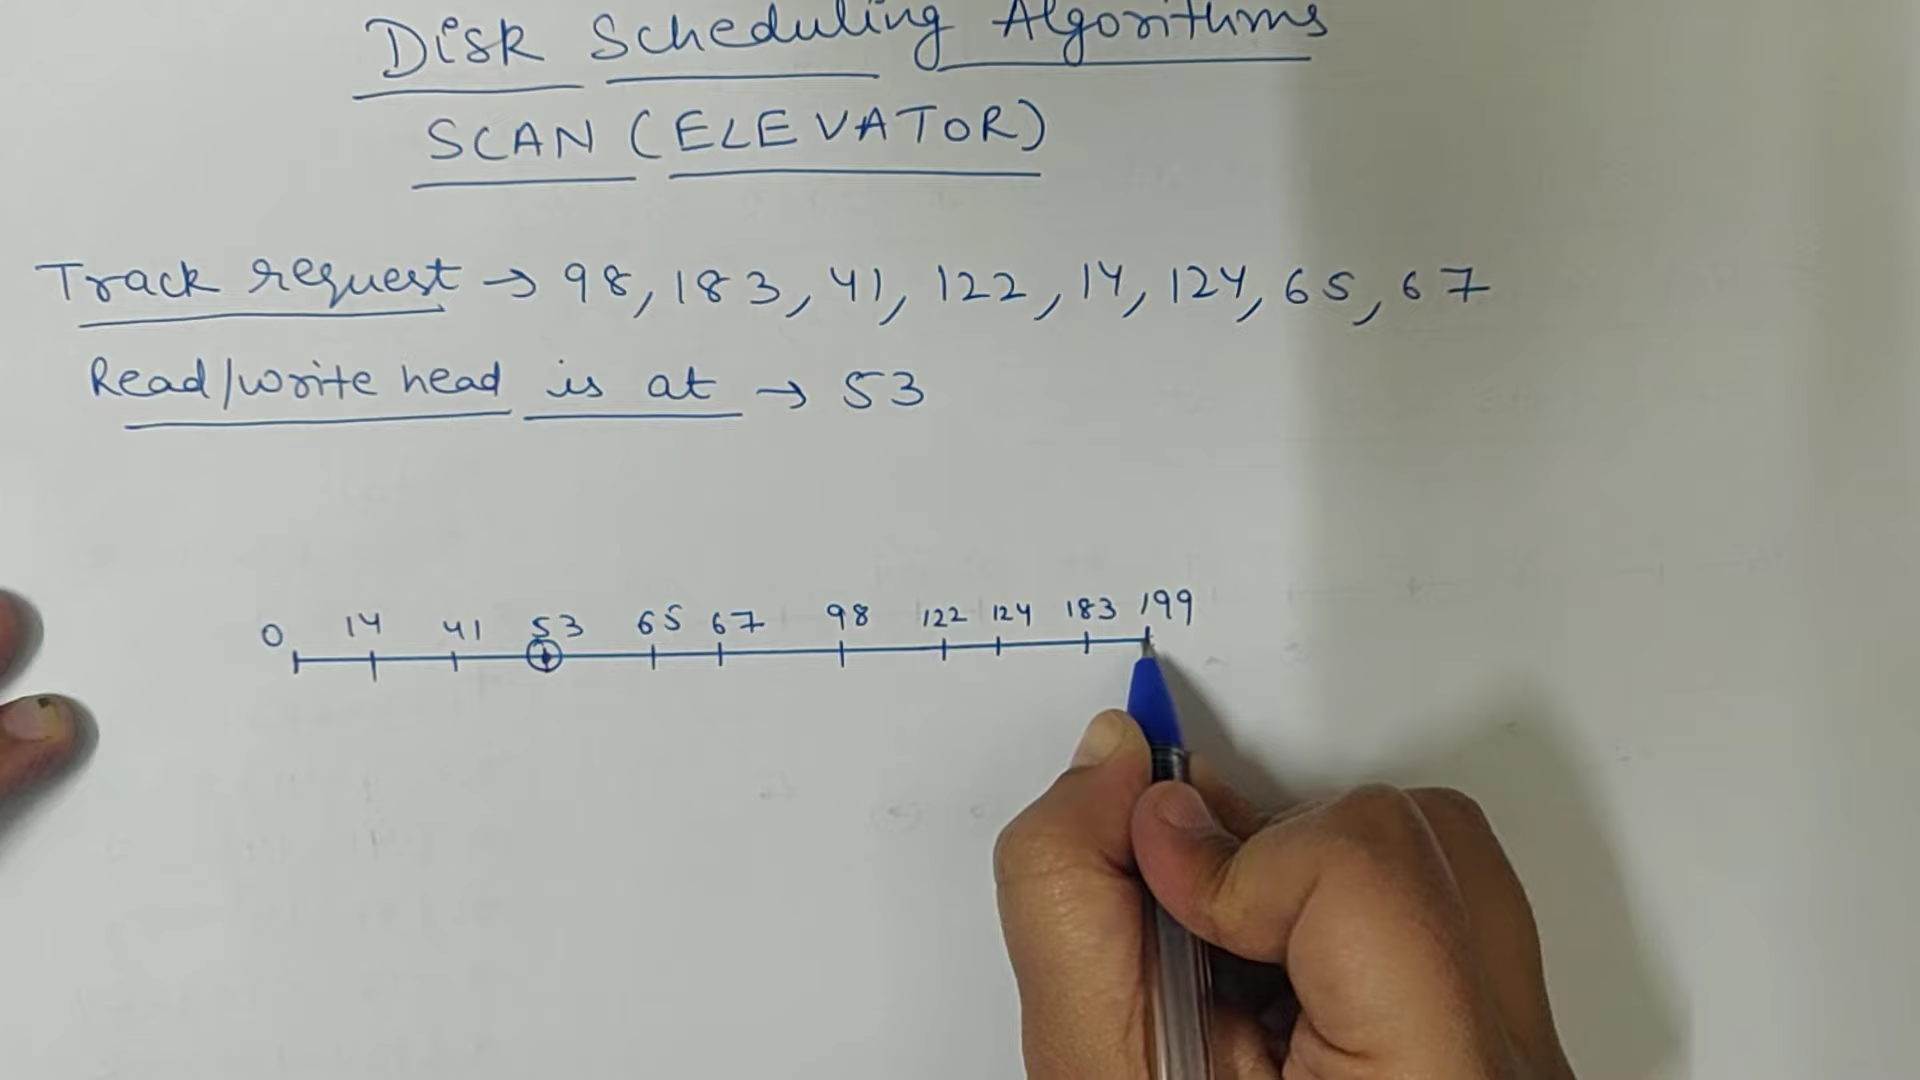 Disk Scheduling Algorithms
SCAN (ELEVATOR)
Track request → 98, 183, 41, 122, 14, 124, 65, 67
Read/write head is at → 53
0 14 41 53 65 67 98 122 124 183 199